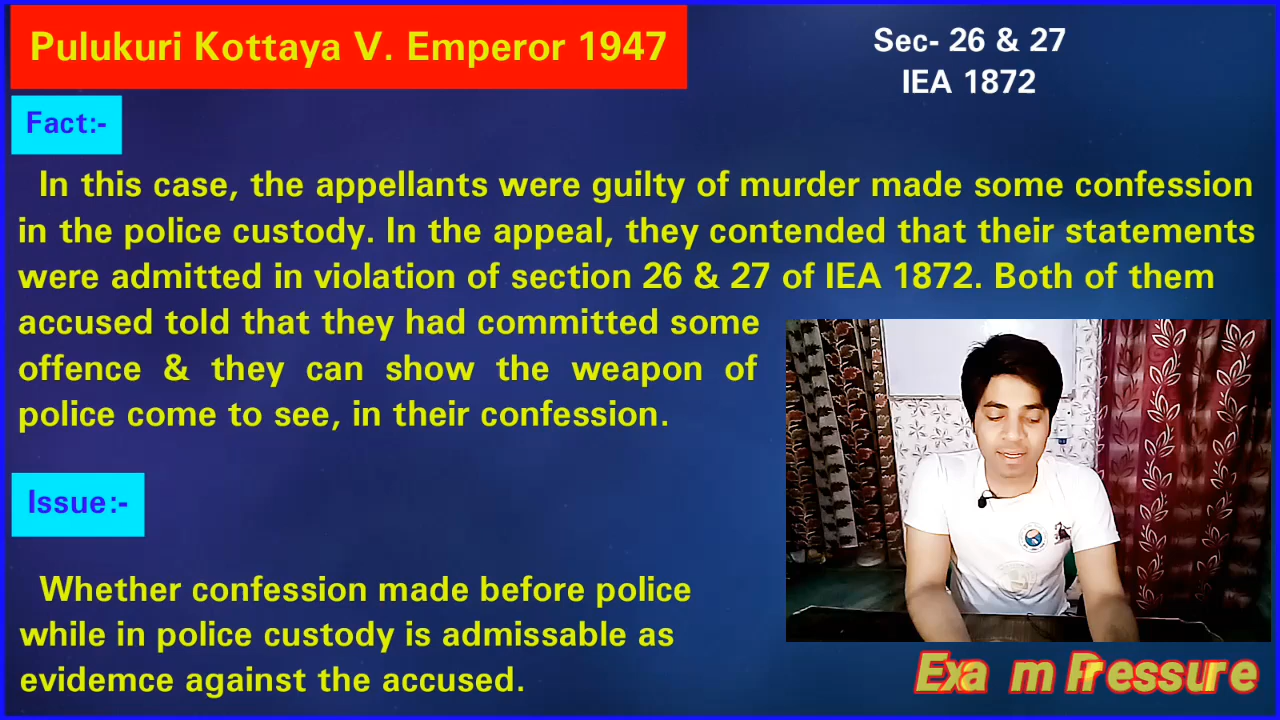 Pulukuri Kottaya V. Emperor 1947
Sec- 26 & 27
IEA 1872
Fact:-
In this case, the appellants were guilty of murder made some confession
in the police custody. In the appeal, they contended that their statements
were admitted in violation of section 26 & 27 of IEA 1872. Both of them
accused told that they had committed some
offence & they can show the weapon of
police come to see, in their confession.
Issue:-
Whether confession made before police
while in police custody is admissable as
evidemce against the accused.
Exam Pressure